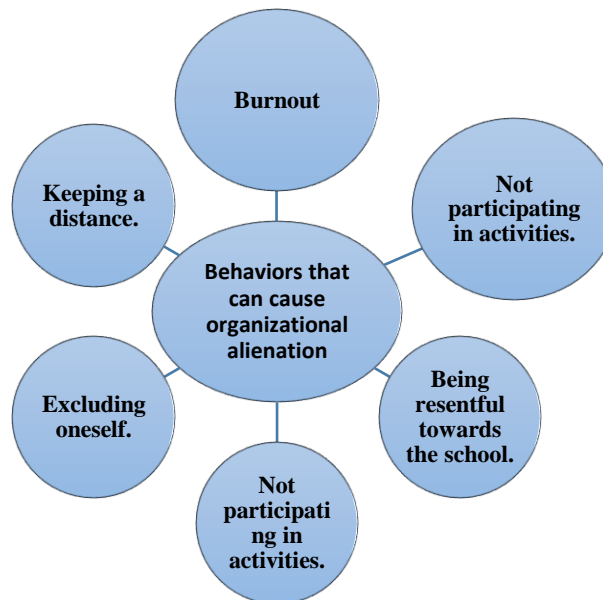 Burnout
Not
participating
in activities.
Being
resentful
towards
the school.
Not
participati
ng in
activities.
Excluding
oneself.
Keeping a
distance.
Behaviors that
can cause
organizational
alienation